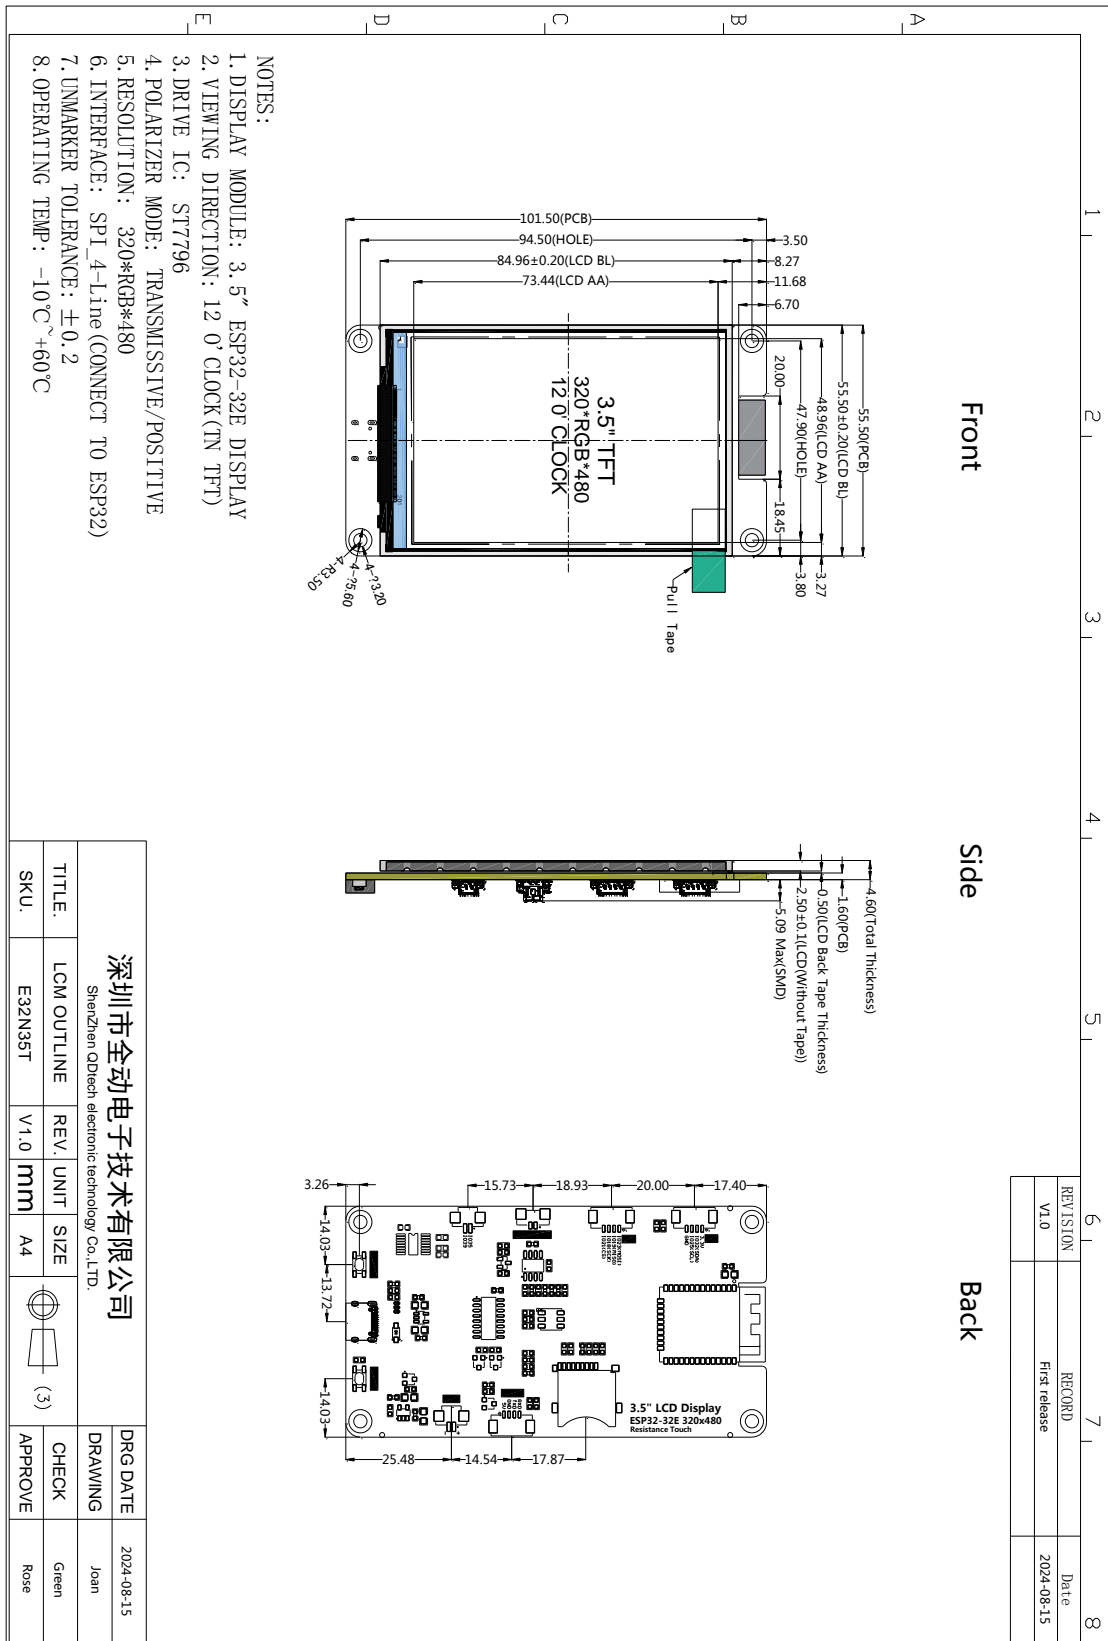 1
2
3
4
5
6
7
8
A
B
C
D
E
REVISION
RECORD
Date
V1.0
First release
2024-08-15
Front
Side
Back
101.50(PCB)
94.50(HOLE)
3.50
84.96±0.20(LCD BL)
8.27
73.44(LCD AA)
11.68
6.70
55.50(PCB)
55.50±0.20(LCD BL)
48.96(LCD AA)
47.90(HOLE)
20.00
18.45
3.27
3.80
3.5" TFT
320*RGB*480
12 0' CLOCK
Pull Tape
4-?3.20
4-?5.60
4-R3.50
4.60(Total Thickness)
1.60(PCB)
0.50(LCD Back Tape Thickness)
2.50±0.1(LCD(Without Tape))
5.09 Max(SMD)
3.26
15.73
18.93
20.00
17.40
14.03
13.72
14.03
25.48
14.54
17.87
3.5" LCD Display
ESP32-32E 320x480
Resistance Touch
NOTES:
1. DISPLAY MODULE: 3.5″ ESP32-32E DISPLAY
2. VIEWING DIRECTION: 12 0' CLOCK(TN TFT)
3. DRIVE IC: ST7796
4. POLARIZER MODE: TRANSMISSIVE/POSITIVE
5. RESOLUTION: 320*RGB*480
6. INTERFACE: SPI_4-Line(CONNECT TO ESP32)
7. UNMARKER TOLERANCE: ±0.2
8. OPERATING TEMP: -10℃~+60℃
深圳市全动电子技术有限公司
ShenZhen QDtech electronic technology Co.,LTD.
TITLE.
LCM OUTLINE
REV.
UNIT
SIZE
SKU.
E32N35T
V1.0
mm
A4
(3)
DRG DATE
2024-08-15
DRAWING
Joan
CHECK
Green
APPROVE
Rose